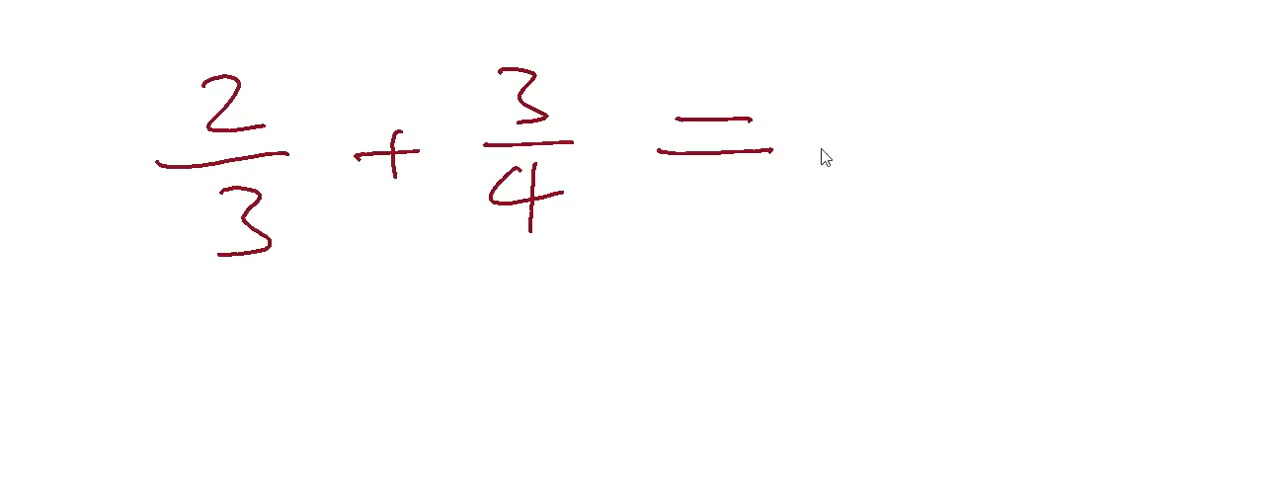 2/3 + 3/4 =